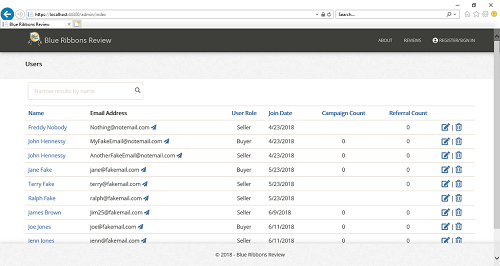 https://localhost:44300/admin/index
Search...
Blue Ribbons Review
Blue Ribbons Review
ABOUT
REVIEWS
REGISTER/SIGN IN
Users
Narrow results by name
Name Email Address User Role Join Date Campaign Count Referral Count
Freddy Nobody Nothing@notemail.com Seller 4/23/2018 0 |
John Hennessy MyFakeEmail@notemail.com Buyer 4/23/2018 0 0 |
John Hennessy AnotherFakeEmail@notemail.com Seller 4/23/2018 0 0 |
Jane Fake jane@fakemail.com Buyer 5/23/2018 0 0 |
Terry Fake terry@fakemail.com Seller 5/23/2018 0 |
Ralph Fake ralph@fakemail.com Seller 5/23/2018 |
James Brown Jim25@fakemail.com Seller 6/9/2018 0 0 |
Joe Jones joe@fakemail.com Buyer 6/11/2018 0 0 |
Jenn Jones jenn@fakemail.com Seller 6/11/2018 0 0 |
© 2018 - Blue Ribbons Review